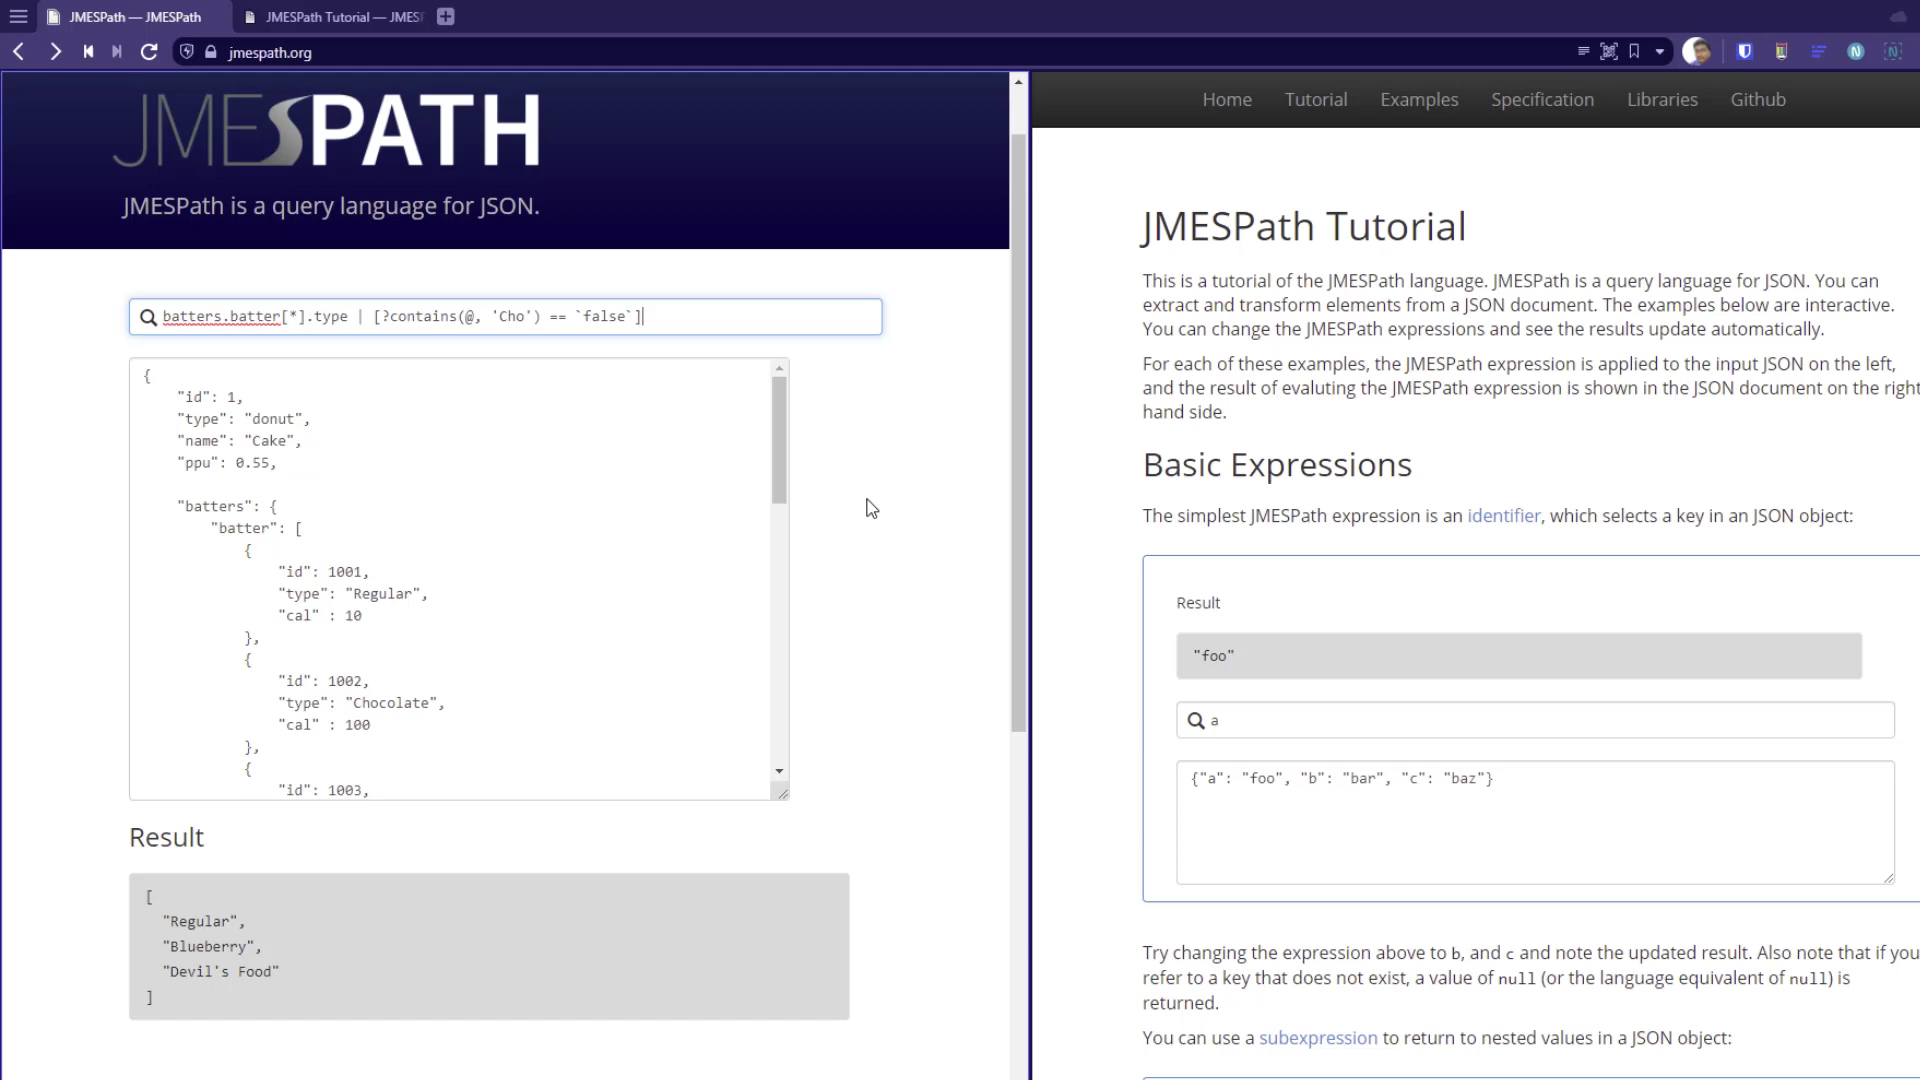 JMESPath — JMESPath
JMESPath Tutorial — JMES
jmespath.org
JMESPATH
JMESPath is a query language for JSON.
batters.batter[*].type | [?contains(@, 'Cho') == `false`]
{
"id": 1,
"type": "donut",
"name": "Cake",
"ppu": 0.55,
"batters": {
"batter": [
{
"id": 1001,
"type": "Regular",
"cal" : 10
},
{
"id": 1002,
"type": "Chocolate",
"cal" : 100
},
{
"id": 1003,
Result
[
"Regular",
"Blueberry",
"Devil's Food"
]
Home Tutorial Examples Specification Libraries Github
JMESPath Tutorial
This is a tutorial of the JMESPath language. JMESPath is a query language for JSON. You can
extract and transform elements from a JSON document. The examples below are interactive.
You can change the JMESPath expressions and see the results update automatically.
For each of these examples, the JMESPath expression is applied to the input JSON on the left,
and the result of evaluting the JMESPath expression is shown in the JSON document on the right
hand side.
Basic Expressions
The simplest JMESPath expression is an identifier, which selects a key in an JSON object:
Result
"foo"
a
{"a": "foo", "b": "bar", "c": "baz"}
Try changing the expression above to b, and c and note the updated result. Also note that if you
refer to a key that does not exist, a value of null (or the language equivalent of null) is
returned.
You can use a subexpression to return to nested values in a JSON object: